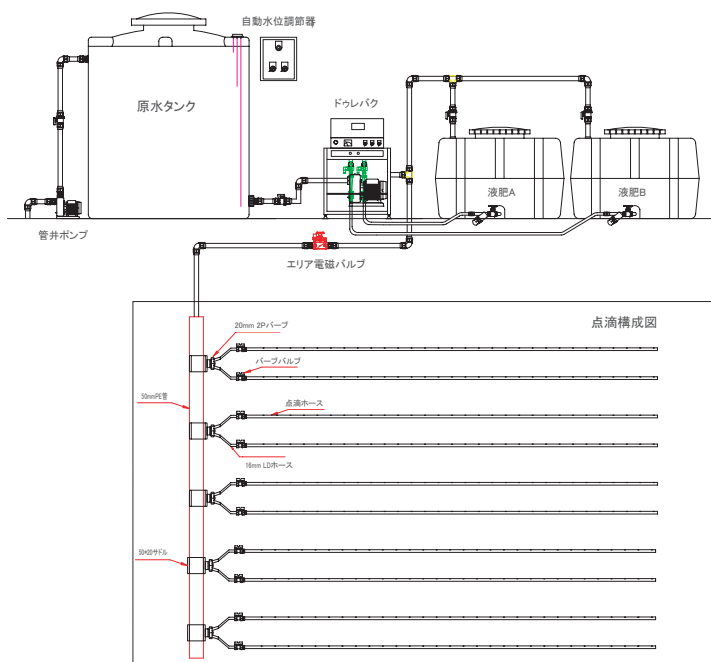 自動水位調節器
原水タンク
ドゥレバク
液肥A
液肥B
管井ポンプ
エリア電磁バルブ
点滴構成図
20mm 2Pバーブ
バーブバルブ
50mmPE管
点滴ホース
16mm LDホース
50*20サドル